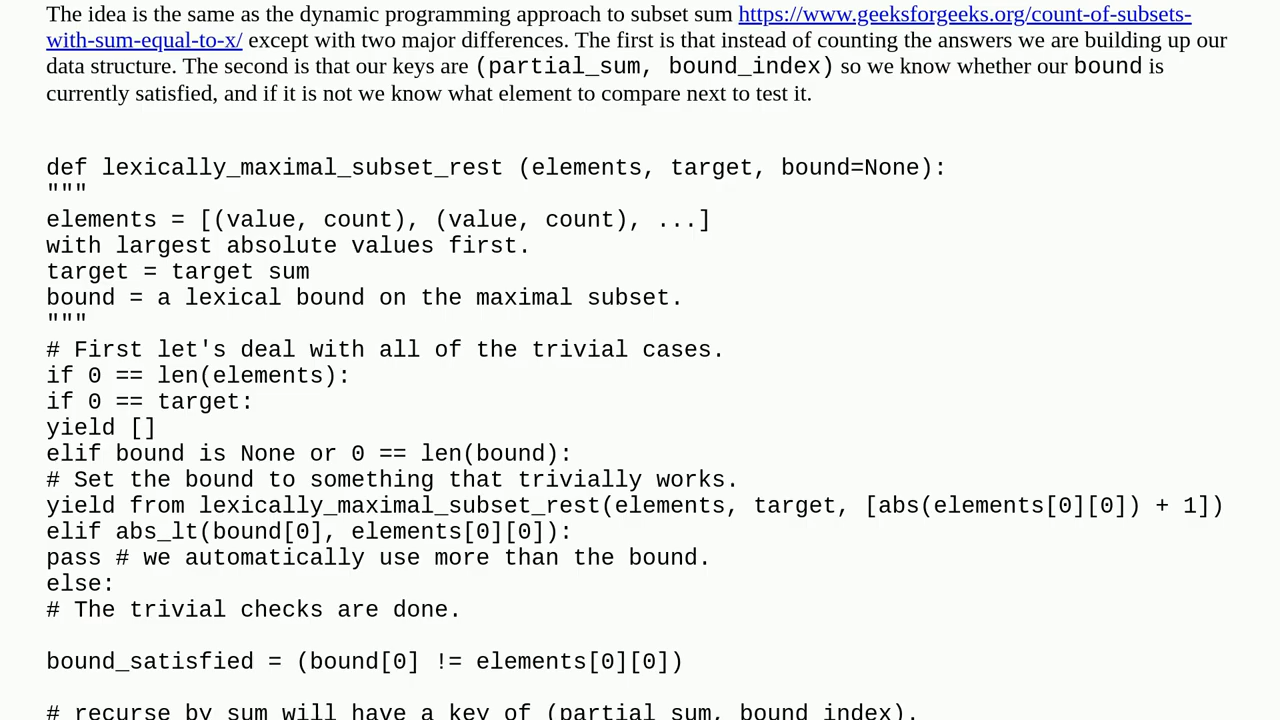 The idea is the same as the dynamic programming approach to subset sum https://www.geeksforgeeks.org/count-of-subsets-
with-sum-equal-to-x/ except with two major differences. The first is that instead of counting the answers we are building up our
data structure. The second is that our keys are (partial_sum, bound_index) so we know whether our bound is
currently satisfied, and if it is not we know what element to compare next to test it.
def lexically_maximal_subset_rest (elements, target, bound=None):
"""
elements = [(value, count), (value, count), ...]
with largest absolute values first.
target = target sum
bound = a lexical bound on the maximal subset.
"""
# First let's deal with all of the trivial cases.
if 0 == len(elements):
if 0 == target:
yield []
elif bound is None or 0 == len(bound):
# Set the bound to something that trivially works.
yield from lexically_maximal_subset_rest(elements, target, [abs(elements[0][0]) + 1])
elif abs_lt(bound[0], elements[0][0]):
pass # we automatically use more than the bound.
else:
# The trivial checks are done.
bound_satisfied = (bound[0] != elements[0][0])
# recurse_by_sum will have a key of (partial_sum, bound_index).